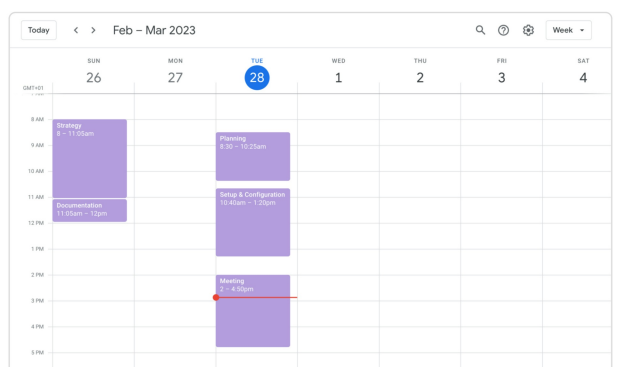 Today
Feb – Mar 2023
Week
SUN MON TUE WED THU FRI SAT
26 27 28 1 2 3 4
GMT+01
8 AM
Strategy
8 – 11:05am
Planning
8:30 – 10:25am
9 AM
10 AM
Setup & Configuration
10:40am – 1:20pm
11 AM
Documentation
11:05am – 12pm
12 PM
1 PM
2 PM
Meeting
2 – 4:50pm
3 PM
4 PM
5 PM